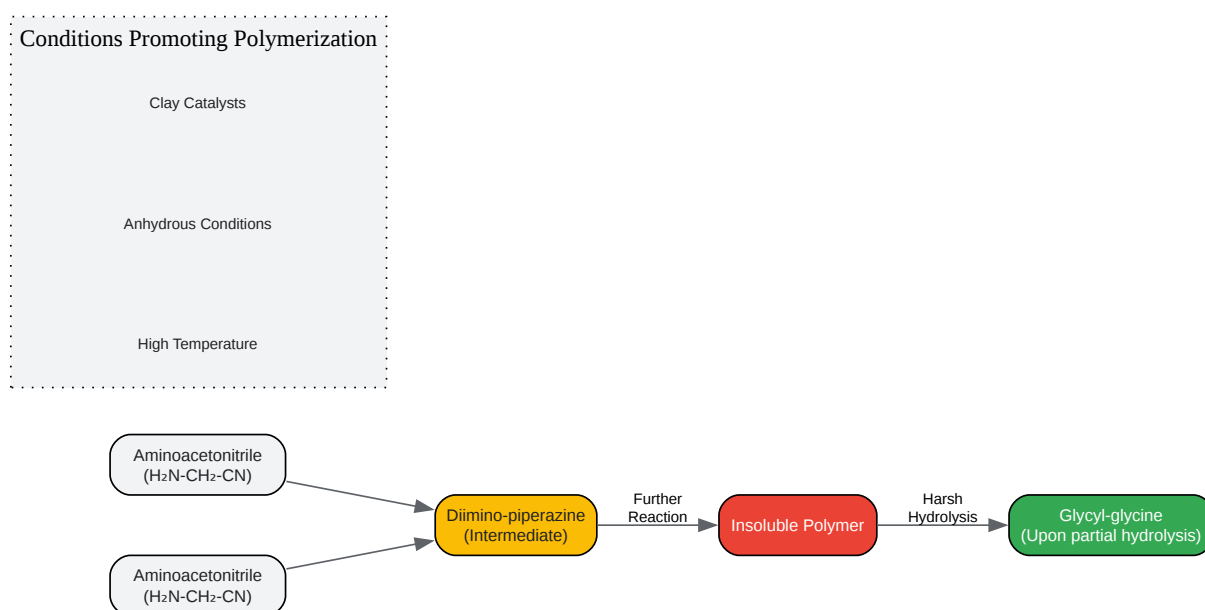 Conditions Promoting Polymerization
Clay Catalysts
Anhydrous Conditions
High Temperature
Aminoacetonitrile
(H₂N-CH₂-CN)
Aminoacetonitrile
(H₂N-CH₂-CN)
Diimino-piperazine
(Intermediate)
Further
Reaction
Insoluble Polymer
Harsh
Hydrolysis
Glycyl-glycine
(Upon partial hydrolysis)